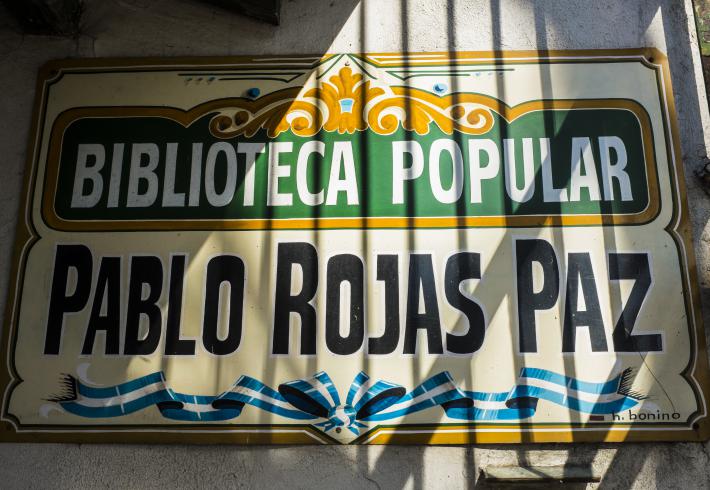 BIBLIOTECA POPULAR
PABLO ROJAS PAZ
h. bonino